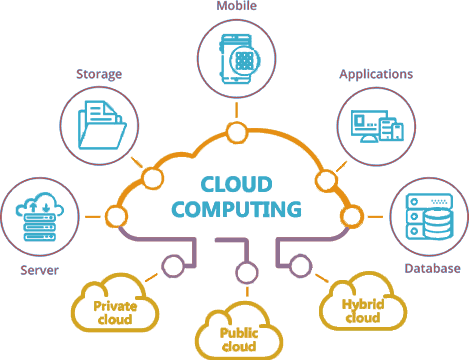 Mobile
Storage
Applications
CLOUD
COMPUTING
Server
Database
Private
cloud
Public
cloud
Hybrid
cloud